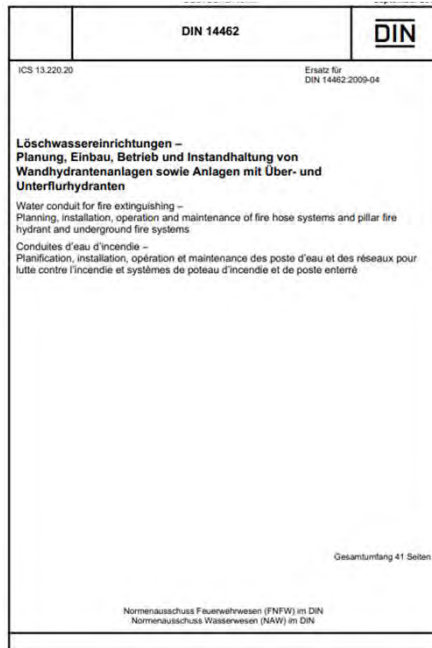 DIN 14462
DIN
ICS 13.220.20
Ersatz für
DIN 14462:2009-04
Löschwassereinrichtungen –
Planung, Einbau, Betrieb und Instandhaltung von
Wandhydrantenanlagen sowie Anlagen mit Über- und
Unterflurhydranten
Water conduit for fire extinguishing –
Planning, installation, operation and maintenance of fire hose systems and pillar fire
hydrant and underground fire systems
Conduites d'eau d'incendie –
Planification, installation, opération et maintenance des poste d'eau et des réseaux pour
lutte contre l'incendie et systèmes de poteau d'incendie et de poste enterré
Gesamtumfang 41 Seiten
Normenausschuss Feuerwehrwesen (FNFW) im DIN
Normenausschuss Wasserwesen (NAW) im DIN